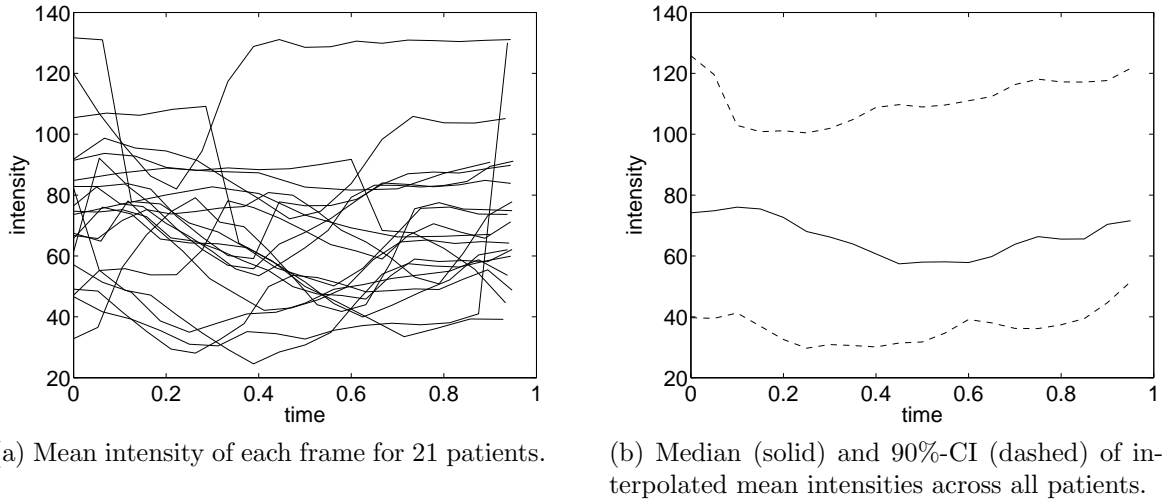 140
120
100
80
60
40
20
intensity
0 0.2 0.4 0.6 0.8 1
time
a) Mean intensity of each frame for 21 patients.
140
120
100
80
60
40
20
intensity
0 0.2 0.4 0.6 0.8 1
time
(b) Median (solid) and 90%-CI (dashed) of in-
terpolated mean intensities across all patients.